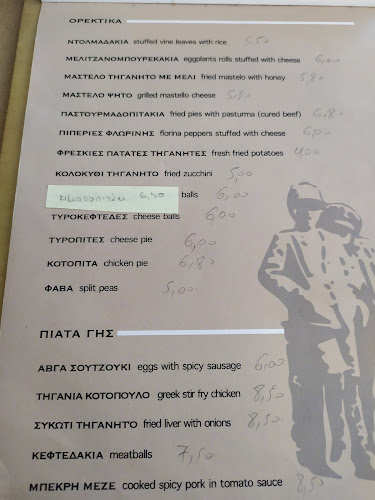 ΟΡΕΚΤΙΚΑ
ΝΤΟΛΜΑΔΑΚΙΑ stuffed vine leaves with rice 5,50
ΜΕΛΙΤΖΑΝΟΜΠΟΥΡΕΚΑΚΙΑ eggplants rolls stuffed with cheese 6,00
ΜΑΣΤΕΛΟ ΤΗΓΑΝΗΤΟ ΜΕ ΜΕΛΙ fried mastelo with honey 5,80
ΜΑΣΤΕΛΟ ΨΗΤΟ grilled mastelo cheese 5,50
ΠΑΣΤΟΥΡΜΑΔΟΠΙΤΑΚΙΑ fried pies with pasturma (cured beef) 6,80
ΠΙΠΕΡΙΕΣ ΦΛΩΡΙΝΗΣ florina peppers stuffed with cheese 6,00
ΦΡΕΣΚΙΕΣ ΠΑΤΑΤΕΣ ΤΗΓΑΝΗΤΕΣ fresh fried potatoes 4,00
ΚΟΛΟΚΥΘΙ ΤΗΓΑΝΗΤΟ fried zucchini 5,00
6,50 balls 6,00
ΤΥΡΟΚΕΦΤΕΔΕΣ cheese balls 6,00
ΤΥΡΟΠΙΤΕΣ cheese pie 6,00
ΚΟΤΟΠΙΤΑ chicken pie 6,80
ΦΑΒΑ split peas 5,00
ΠΙΑΤΑ ΓΗΣ
ΑΒΓΑ ΣΟΥΤΖΟΥΚΙ eggs with spicy sausage 6,00
ΤΗΓΑΝΙΑ ΚΟΤΟΠΟΥΛΟ greek stir fry chicken 8,50
ΣΥΚΩΤΙ ΤΗΓΑΝΗΤΟ fried liver with onions 8,50
ΚΕΦΤΕΔΑΚΙΑ meatballs 7,50
ΜΠΕΚΡΗ ΜΕΖΕ cooked spicy pork in tomato sauce 8,50